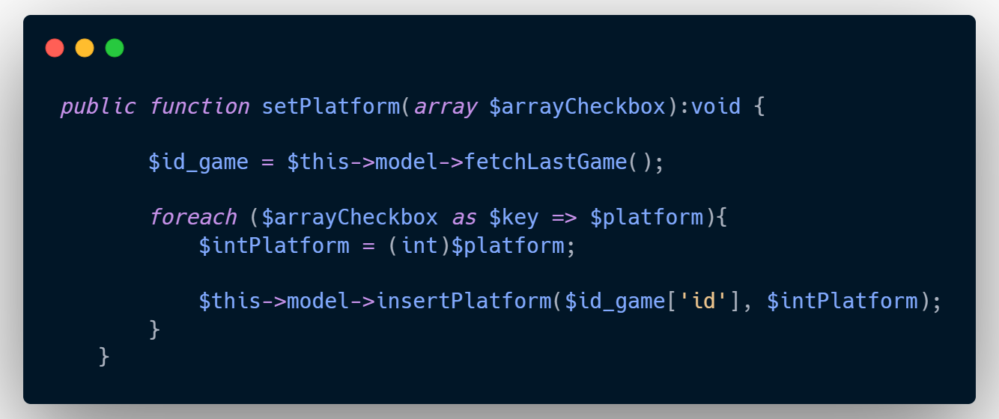 public function setPlatform(array $arrayCheckbox):void {
$id_game = $this->model->fetchLastGame();
foreach ($arrayCheckbox as $key => $platform){
$intPlatform = (int)$platform;
$this->model->insertPlatform($id_game['id'], $intPlatform);
}
}